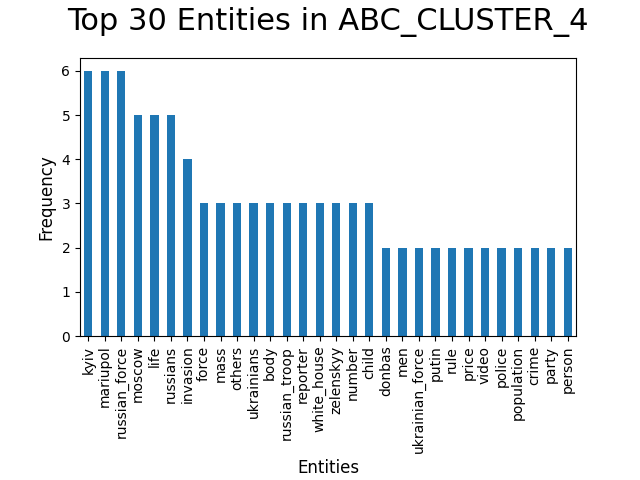 Top 30 Entities in ABC_CLUSTER_4
Frequency
6
5
4
3
2
1
0
kyiv
mariupol
russian_force
moscow
life
russians
invasion
force
mass
others
ukrainians
body
russian_troop
reporter
white_house
zelenskyy
number
child
donbas
men
ukrainian_force
putin
rule
price
video
police
population
crime
party
person
Entities